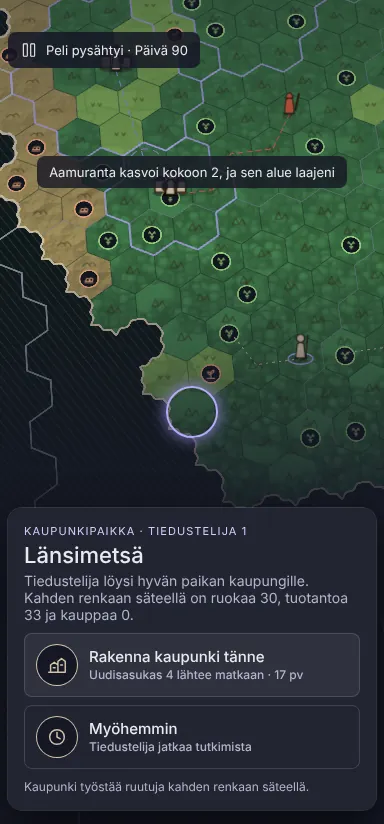 Peli pysähtyi · Päivä 90
Aamuranta kasvoi kokoon 2, ja sen alue laajeni
KAUPUNKIPAIKKA · TIEDUSTELIJA 1
Länsimetsä
Tiedustelija löysi hyvän paikan kaupungille.
Kahden renkaan säteellä on ruokaa 30, tuotantoa
33 ja kauppaa 0.
Rakenna kaupunki tänne
Uudisasukas 4 lähtee matkaan · 17 pv
Myöhemmin
Tiedustelija jatkaa tutkimista
Kaupunki työstää ruutuja kahden renkaan säteellä.